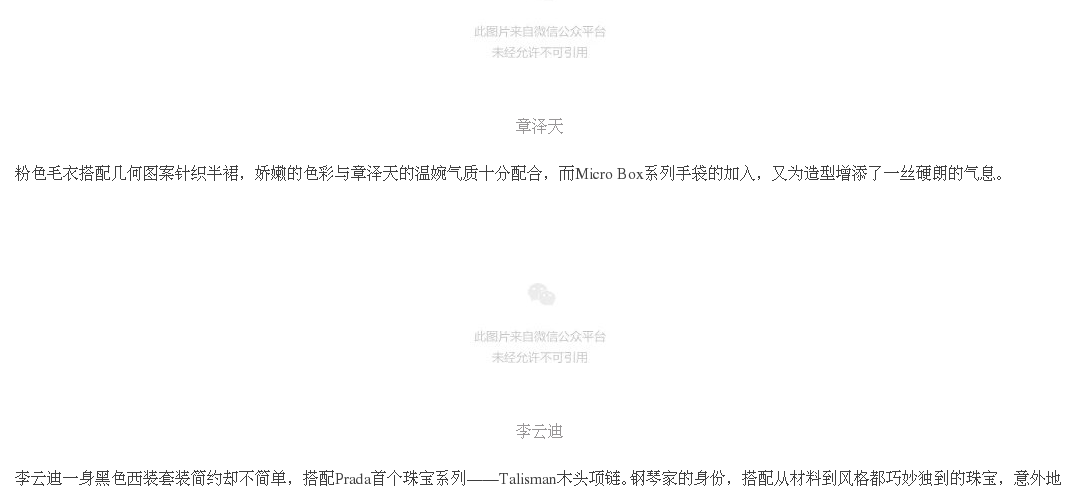 此图片来自微信公众平台
未经允许不可引用
章泽天
粉色毛衣搭配几何图案针织半裙，娇嫩的色彩与章泽天的温婉气质十分配合，而Micro Box系列手袋的加入，又为造型增添了一丝硬朗的气息。
此图片来自微信公众平台
未经允许不可引用
李云迪
李云迪一身黑色西装套装简约却不简单，搭配Prada首个珠宝系列——Talisman木头项链。钢琴家的身份，搭配从材料到风格都巧妙独到的珠宝，意外地